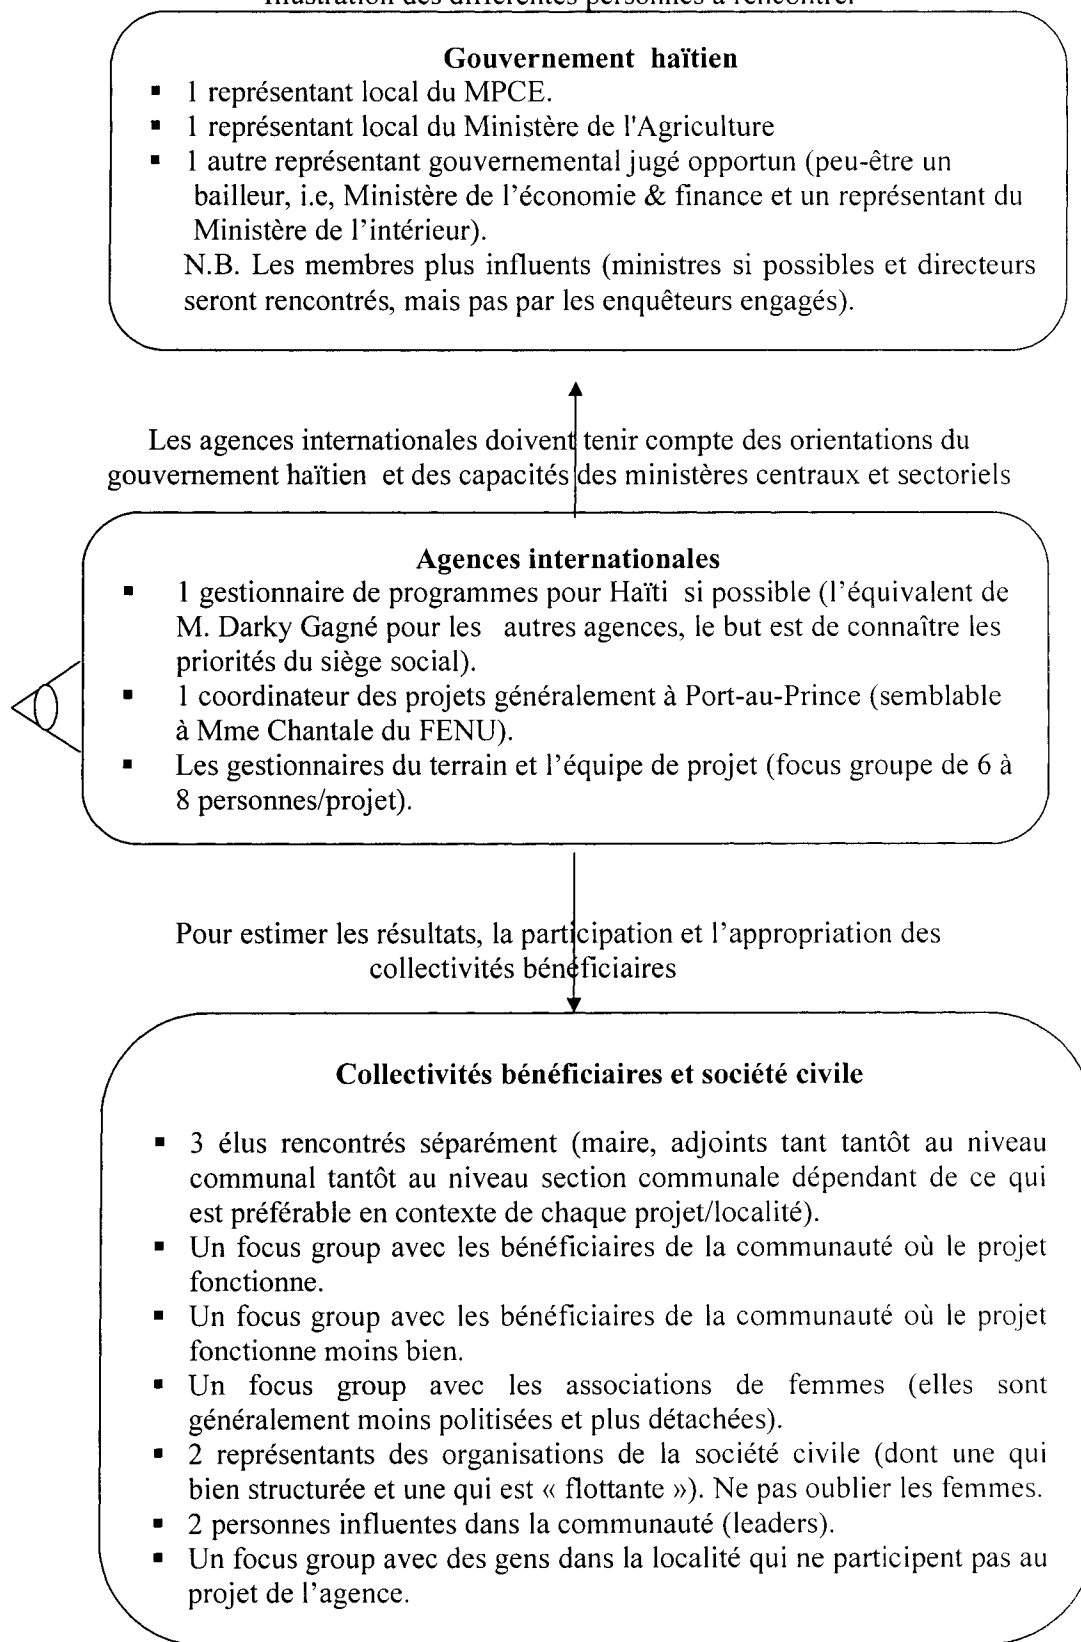 Illustration des différentes personnes à rencontrer
Gouvernement haïtien
▪ 1 représentant local du MPCE.
▪ 1 représentant local du Ministère de l'Agriculture
▪ 1 autre représentant gouvernemental jugé opportun (peu-être un
bailleur, i.e, Ministère de l'économie & finance et un représentant du
Ministère de l'intérieur).
N.B. Les membres plus influents (ministres si possibles et directeurs
seront rencontrés, mais pas par les enquêteurs engagés).
Les agences internationales doivent tenir compte des orientations du
gouvernement haïtien et des capacités des ministères centraux et sectoriels
Agences internationales
▪ 1 gestionnaire de programmes pour Haïti si possible (l'équivalent de
M. Darky Gagné pour les autres agences, le but est de connaître les
priorités du siège social).
▪ 1 coordinateur des projets généralement à Port-au-Prince (semblable
à Mme Chantale du FENU).
▪ Les gestionnaires du terrain et l'équipe de projet (focus groupe de 6 à
8 personnes/projet).
Pour estimer les résultats, la participation et l'appropriation des
collectivités bénéficiaires
Collectivités bénéficiaires et société civile
▪ 3 élus rencontrés séparément (maire, adjoints tant tantôt au niveau
communal tantôt au niveau section communale dépendant de ce qui
est préférable en contexte de chaque projet/localité).
▪ Un focus group avec les bénéficiaires de la communauté où le projet
fonctionne.
▪ Un focus group avec les bénéficiaires de la communauté où le projet
fonctionne moins bien.
▪ Un focus group avec les associations de femmes (elles sont
généralement moins politisées et plus détachées).
▪ 2 représentants des organisations de la société civile (dont une qui
bien structurée et une qui est « flottante »). Ne pas oublier les femmes.
▪ 2 personnes influentes dans la communauté (leaders).
▪ Un focus group avec des gens dans la localité qui ne participent pas au
projet de l'agence.